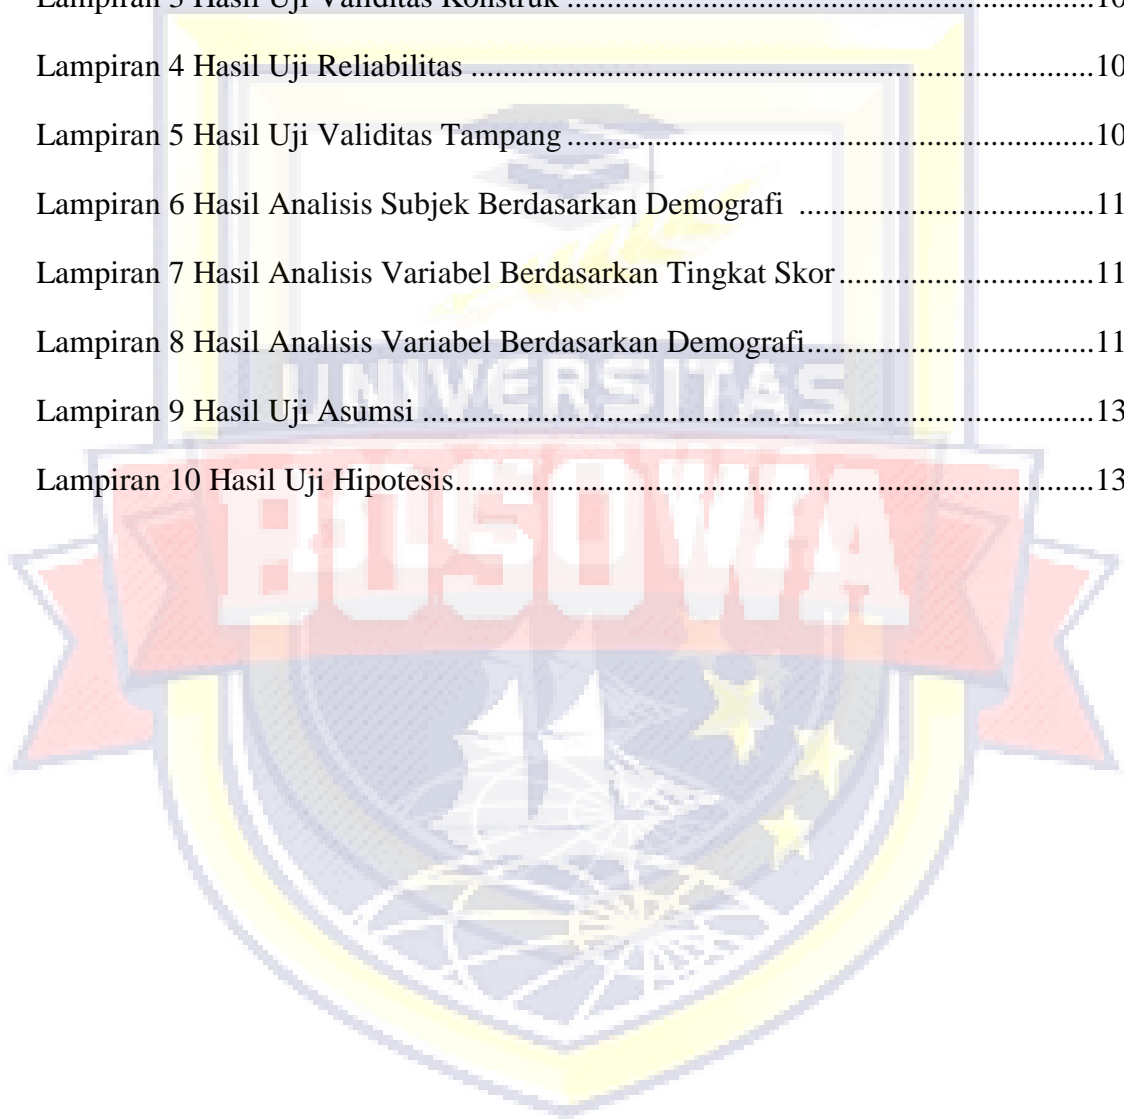 Lampiran 3 Hasil Uji Validitas Konstruk ..................................................................10
Lampiran 4 Hasil Uji Reliabilitas ...............................................................................10
Lampiran 5 Hasil Uji Validitas Tampang ..................................................................10
Lampiran 6 Hasil Analisis Subjek Berdasarkan Demografi .....................................11
Lampiran 7 Hasil Analisis Variabel Berdasarkan Tingkat Skor ................................11
Lampiran 8 Hasil Analisis Variabel Berdasarkan Demografi....................................11
Lampiran 9 Hasil Uji Asumsi .....................................................................................13
Lampiran 10 Hasil Uji Hipotesis.................................................................................13
UNIVERSITAS
BOSOWA